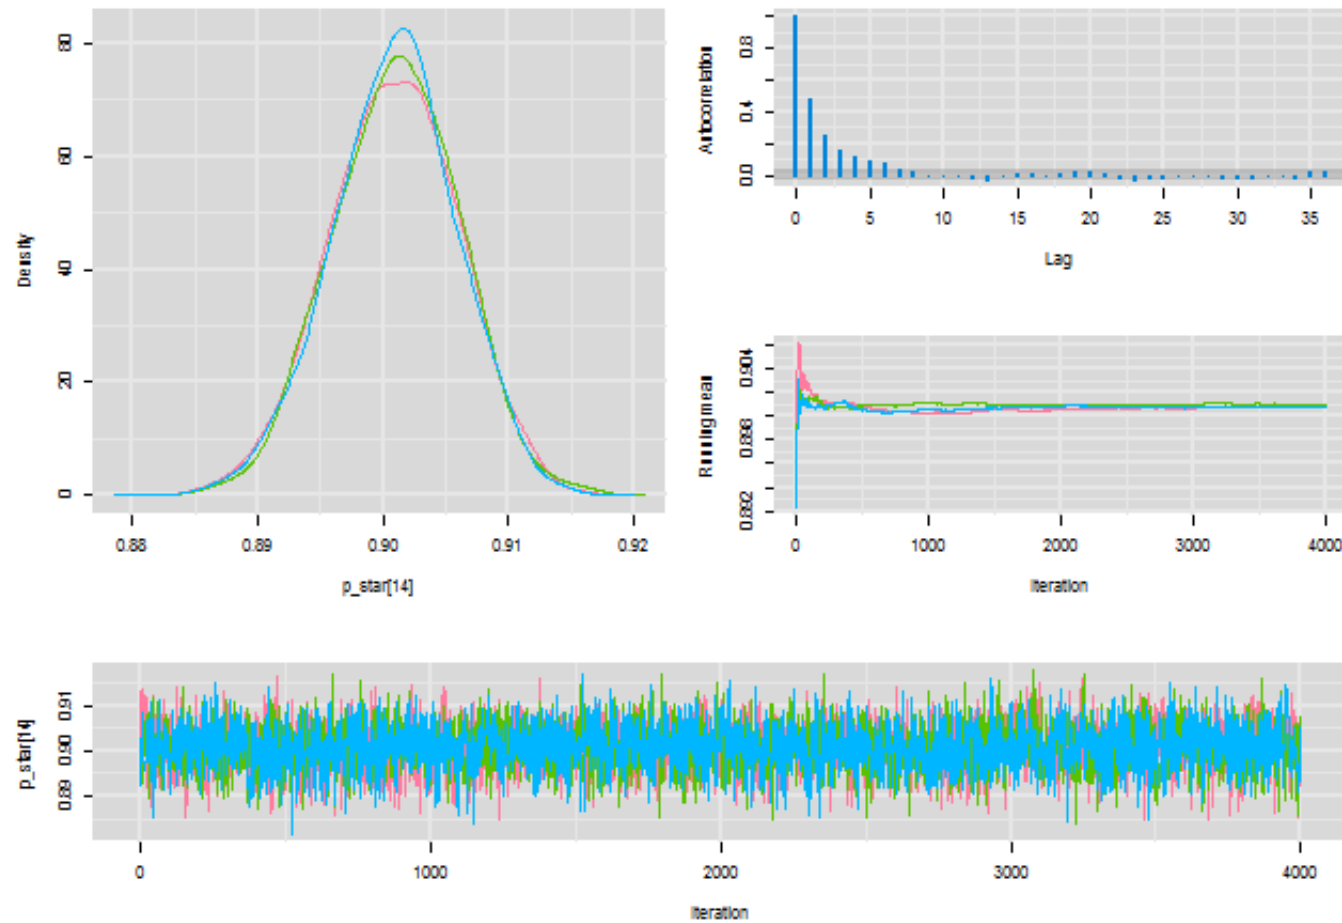 80
60
40
20
0
Density
0.88 0.89 0.90 0.91 0.92
p_star[14]
0.8
0.4
0.0
Autocorrelation
0 5 10 15 20 25 30 35
Lag
0.904
0.898
0.892
Running mean
0 1000 2000 3000 4000
Iteration
0.91
0.90
0.89
p_star[14]
0 1000 2000 3000 4000
Iteration